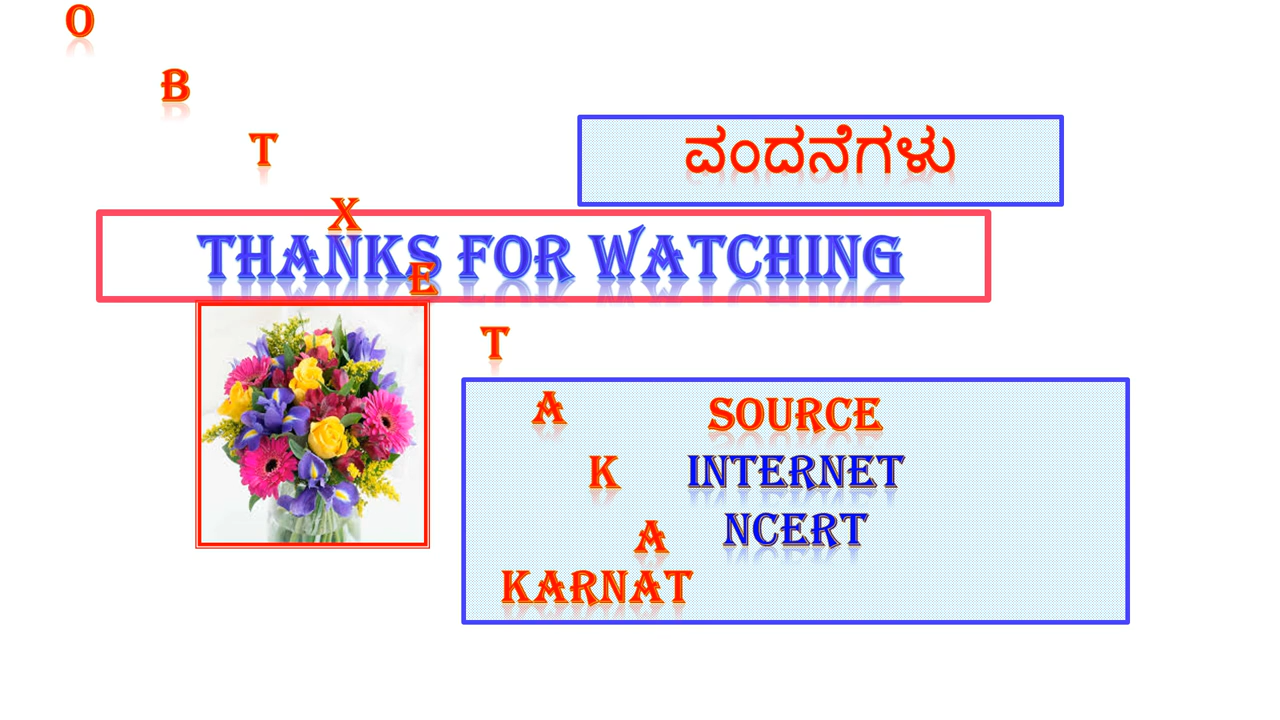 O
B
T
ವಂದನೆಗಳು
X
THANKS FOR WATCHING
E
T
A
SOURCE
K
INTERNET
NCERT
A
KARNAT